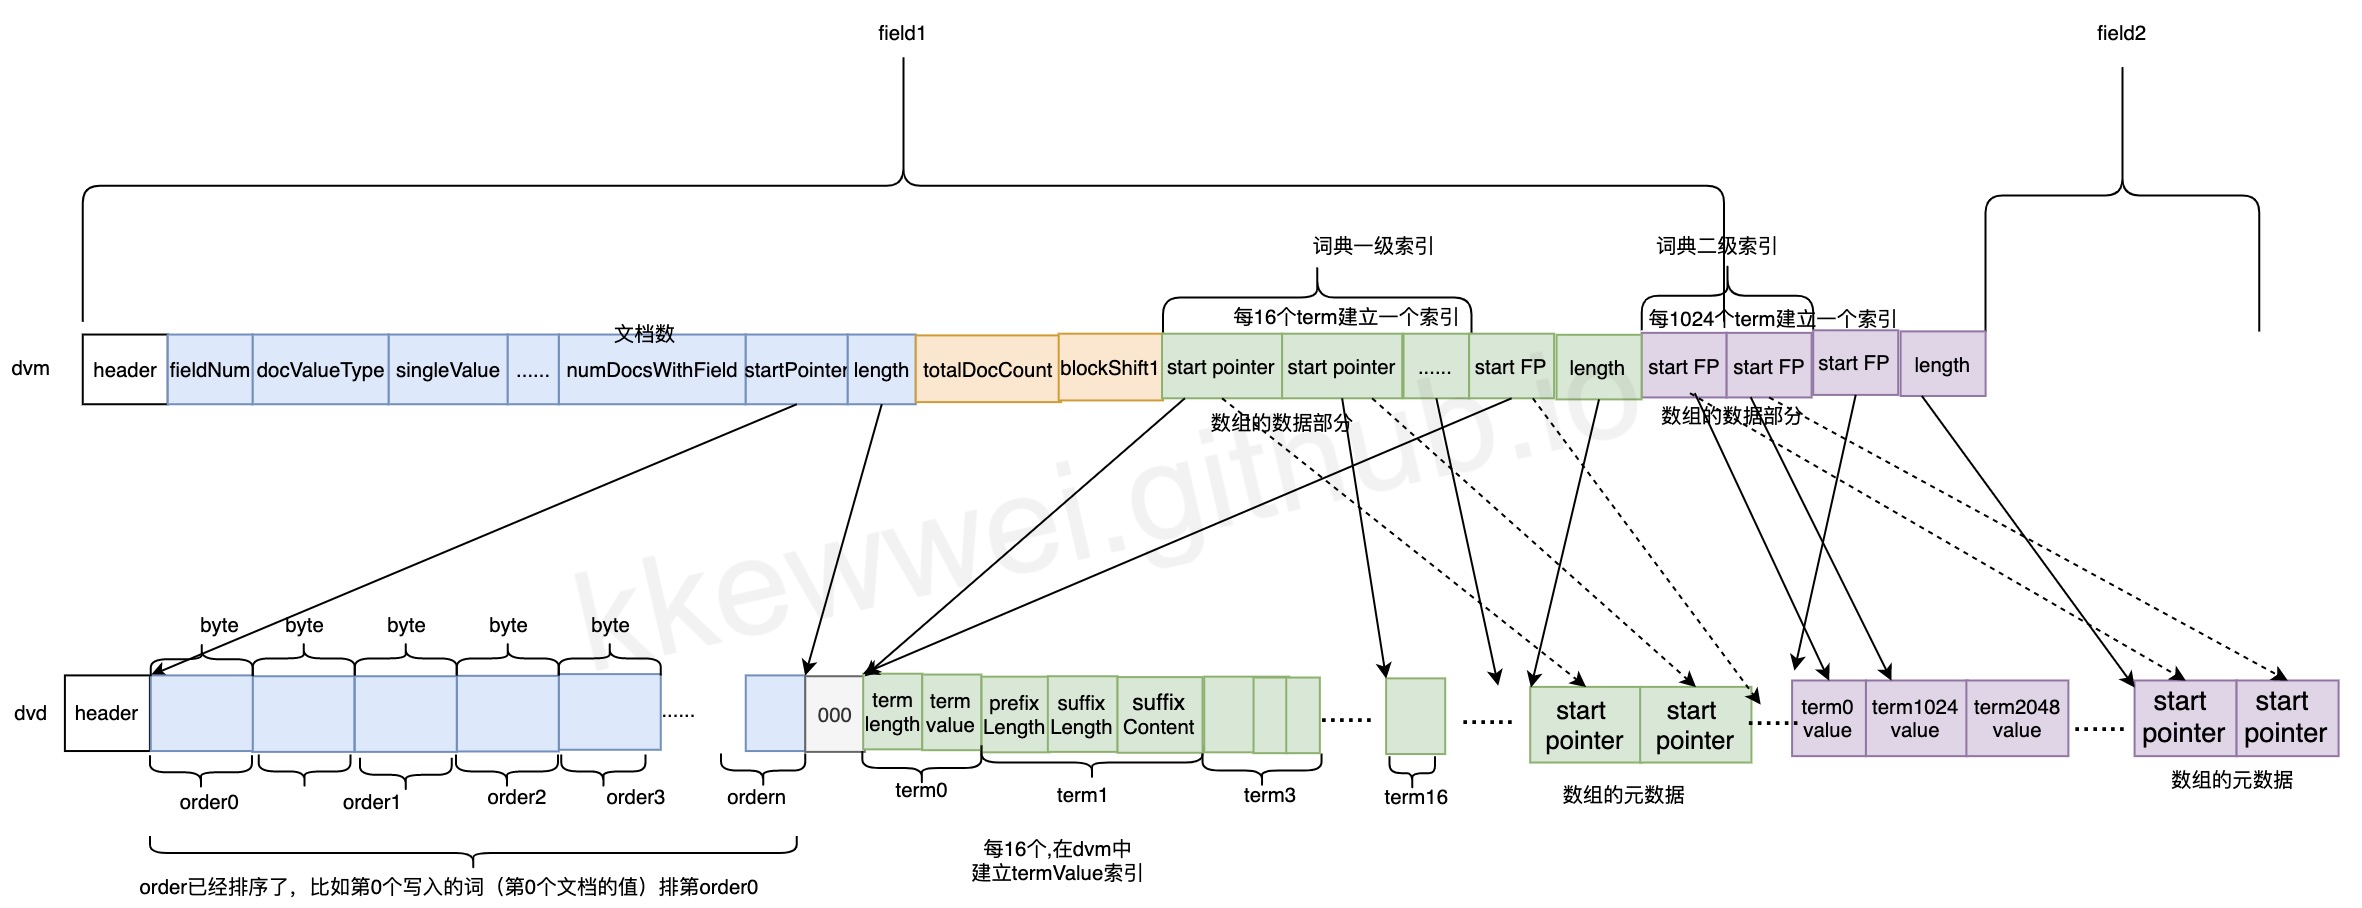 field1
field2
词典一级索引
词典二级索引
每16个term建立一个索引
每1024个term建立一个索引
文档数
dvm
header
fieldNum
docValueType
singleValue
......
numDocsWithField
startPointer
length
totalDocCount
blockShift1
start pointer
start pointer
......
start FP
length
start FP
start FP
start FP
length
数组的数据部分
数组的数据部分
kkewwei.github.io
byte
byte
byte
byte
byte
dvd
header
......
000
term
length
term
value
prefix
Length
suffix
Length
suffix
Content
......
......
start
pointer
start
pointer
......
term0
value
term1024
value
term2048
value
......
start
pointer
start
pointer
order0
order1
order2
order3
ordern
term0
term1
term3
term16
数组的元数据
数组的元数据
每16个,在dvm中
建立termValue索引
order已经排序了，比如第0个写入的词（第0个文档的值）排第order0